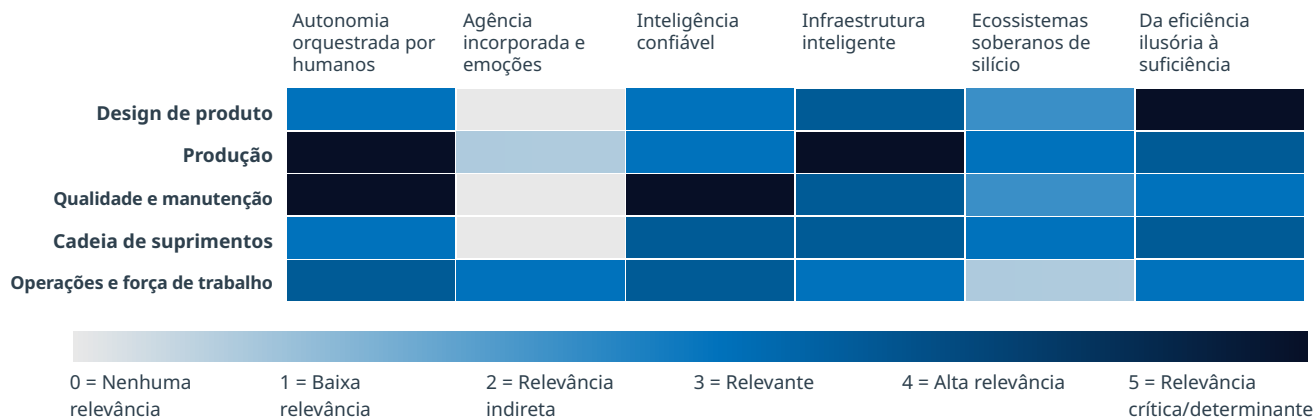 Autonomia
orquestrada por
humanos
Agência
incorporada e
emoções
Inteligência
confiável
Infraestrutura
inteligente
Ecossistemas
soberanos de
silício
Da eficiência
ilusória à
suficiência
Design de produto
Produção
Qualidade e manutenção
Cadeia de suprimentos
Operações e força de trabalho
0 = Nenhuma
relevância
1 = Baixa
relevância
2 = Relevância
indireta
3 = Relevante
4 = Alta relevância
5 = Relevância
crítica/determinante